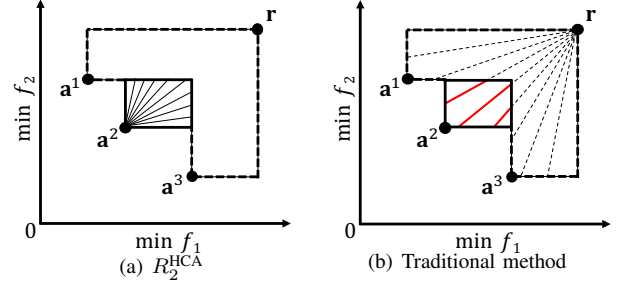 r
a¹
min f₂
a²
a³
0
min f₁
(a) R₂ᴴᶜᴬ
r
a¹
min f₂
a²
a³
0
min f₁
(b) Traditional method